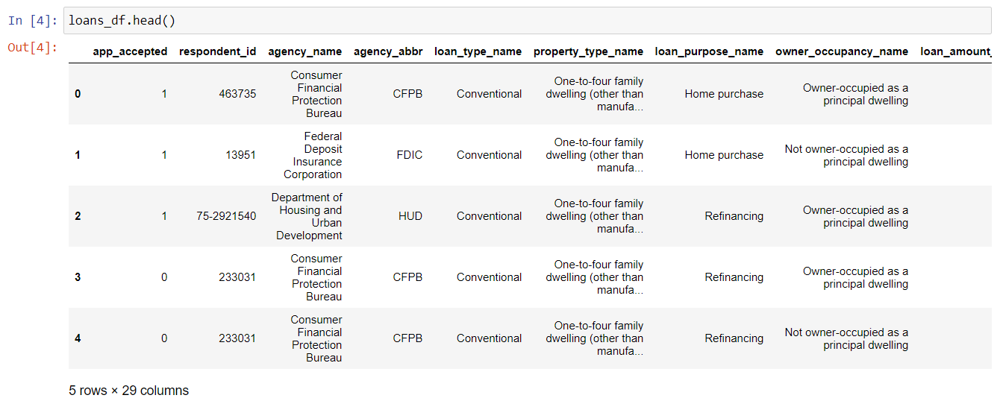 In [4]: loans_df.head()
Out[4]:
app_accepted respondent_id agency_name agency_abbr loan_type_name property_type_name loan_purpose_name owner_occupancy_name loan_amount_
0 1 463735 Consumer Financial Protection Bureau CFPB Conventional One-to-four family dwelling (other than manufa... Home purchase Owner-occupied as a principal dwelling
1 1 13951 Federal Deposit Insurance Corporation FDIC Conventional One-to-four family dwelling (other than manufa... Home purchase Not owner-occupied as a principal dwelling
2 1 75-2921540 Department of Housing and Urban Development HUD Conventional One-to-four family dwelling (other than manufa... Refinancing Owner-occupied as a principal dwelling
3 0 233031 Consumer Financial Protection Bureau CFPB Conventional One-to-four family dwelling (other than manufa... Refinancing Owner-occupied as a principal dwelling
4 0 233031 Consumer Financial Protection Bureau CFPB Conventional One-to-four family dwelling (other than manufa... Refinancing Not owner-occupied as a principal dwelling
5 rows × 29 columns